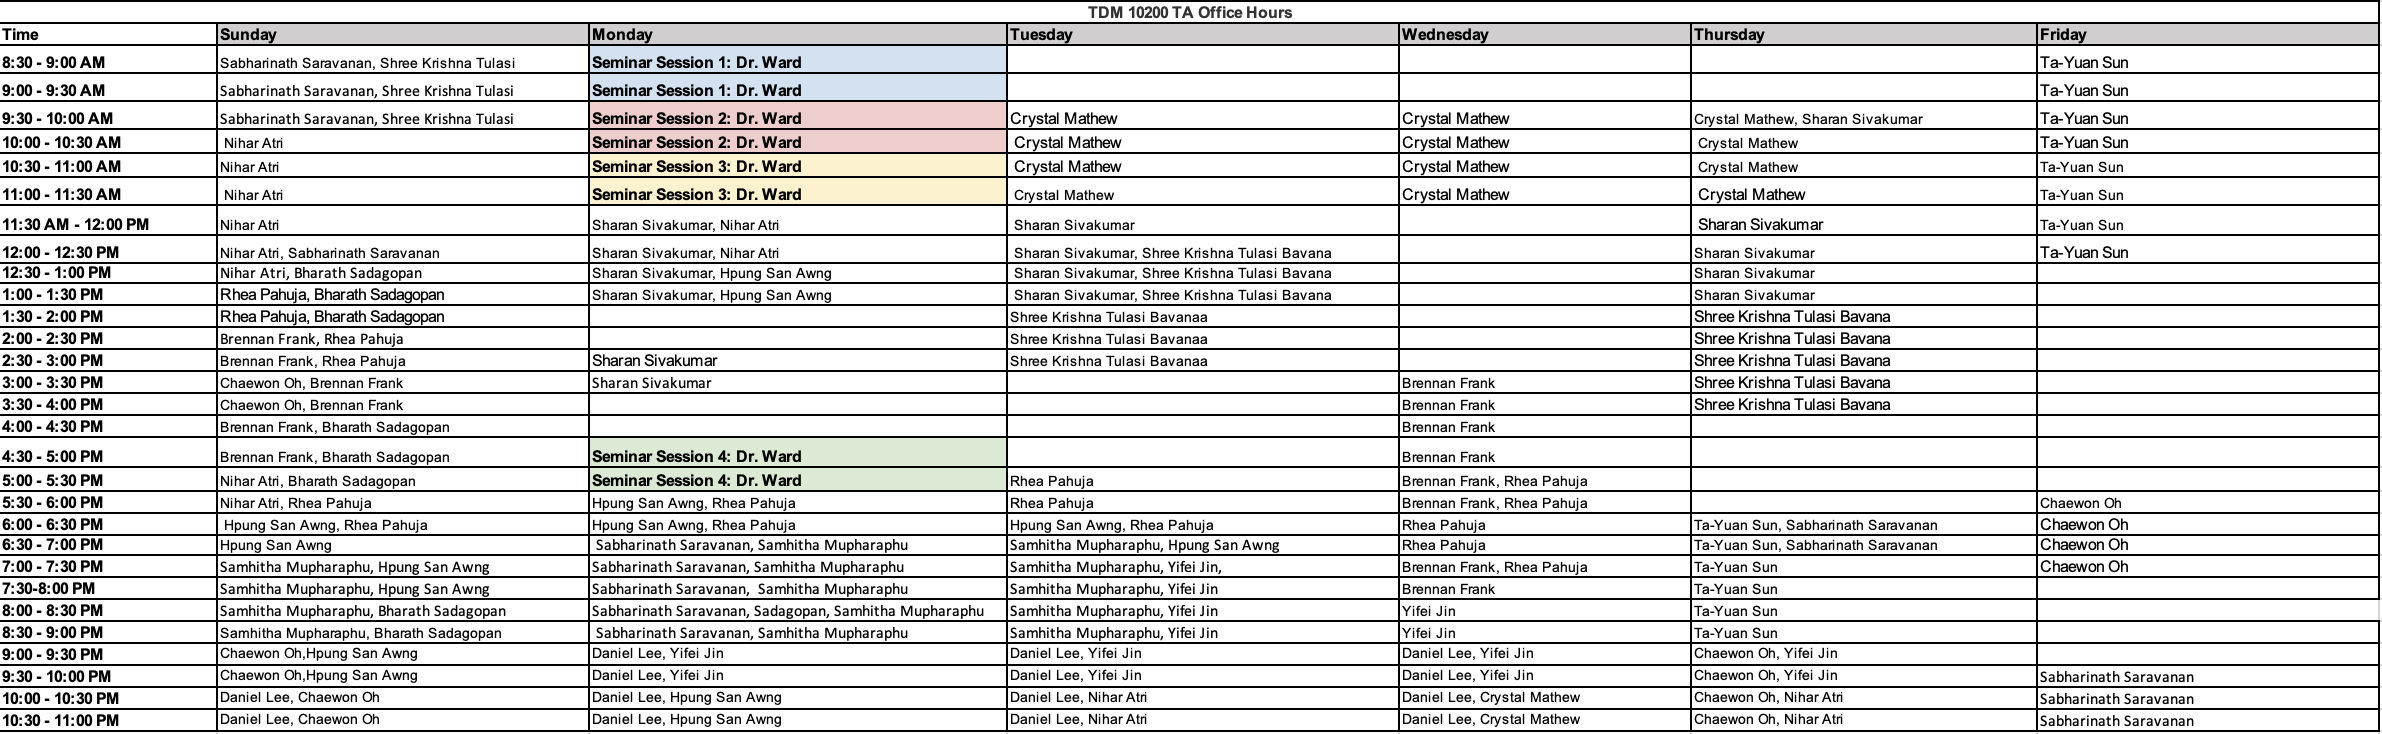 TDM 10200 TA Office Hours
Time Sunday Monday Tuesday Wednesday Thursday Friday
8:30 - 9:00 AM Sabharinath Saravanan, Shree Krishna Tulasi Seminar Session 1: Dr. Ward Ta-Yuan Sun
9:00 - 9:30 AM Sabharinath Saravanan, Shree Krishna Tulasi Seminar Session 1: Dr. Ward Ta-Yuan Sun
9:30 - 10:00 AM Sabharinath Saravanan, Shree Krishna Tulasi Seminar Session 2: Dr. Ward Crystal Mathew Crystal Mathew Crystal Mathew, Sharan Sivakumar Ta-Yuan Sun
10:00 - 10:30 AM Nihar Atri Seminar Session 2: Dr. Ward Crystal Mathew Crystal Mathew Crystal Mathew Ta-Yuan Sun
10:30 - 11:00 AM Nihar Atri Seminar Session 3: Dr. Ward Crystal Mathew Crystal Mathew Crystal Mathew Ta-Yuan Sun
11:00 - 11:30 AM Nihar Atri Seminar Session 3: Dr. Ward Crystal Mathew Crystal Mathew Crystal Mathew Ta-Yuan Sun
11:30 AM - 12:00 PM Nihar Atri Sharan Sivakumar, Nihar Atri Sharan Sivakumar Sharan Sivakumar Ta-Yuan Sun
12:00 - 12:30 PM Nihar Atri, Sabharinath Saravanan Sharan Sivakumar, Nihar Atri Sharan Sivakumar, Shree Krishna Tulasi Bavana Sharan Sivakumar Ta-Yuan Sun
12:30 - 1:00 PM Nihar Atri, Bharath Sadagopan Sharan Sivakumar, Hpung San Awng Sharan Sivakumar, Shree Krishna Tulasi Bavana Sharan Sivakumar
1:00 - 1:30 PM Rhea Pahuja, Bharath Sadagopan Sharan Sivakumar, Hpung San Awng Sharan Sivakumar, Shree Krishna Tulasi Bavana Sharan Sivakumar
1:30 - 2:00 PM Rhea Pahuja, Bharath Sadagopan Shree Krishna Tulasi Bavanaa Shree Krishna Tulasi Bavana
2:00 - 2:30 PM Brennan Frank, Rhea Pahuja Shree Krishna Tulasi Bavanaa Shree Krishna Tulasi Bavana
2:30 - 3:00 PM Brennan Frank, Rhea Pahuja Sharan Sivakumar Shree Krishna Tulasi Bavanaa Shree Krishna Tulasi Bavana
3:00 - 3:30 PM Chaewon Oh, Brennan Frank Sharan Sivakumar Brennan Frank Shree Krishna Tulasi Bavana
3:30 - 4:00 PM Chaewon Oh, Brennan Frank Brennan Frank Shree Krishna Tulasi Bavana
4:00 - 4:30 PM Brennan Frank, Bharath Sadagopan Brennan Frank
4:30 - 5:00 PM Brennan Frank, Bharath Sadagopan Seminar Session 4: Dr. Ward Brennan Frank
5:00 - 5:30 PM Nihar Atri, Bharath Sadagopan Seminar Session 4: Dr. Ward Rhea Pahuja Brennan Frank, Rhea Pahuja
5:30 - 6:00 PM Nihar Atri, Rhea Pahuja Hpung San Awng, Rhea Pahuja Rhea Pahuja Brennan Frank, Rhea Pahuja Chaewon Oh
6:00 - 6:30 PM Hpung San Awng, Rhea Pahuja Hpung San Awng, Rhea Pahuja Hpung San Awng, Rhea Pahuja Rhea Pahuja Ta-Yuan Sun, Sabharinath Saravanan Chaewon Oh
6:30 - 7:00 PM Hpung San Awng Sabharinath Saravanan, Samhitha Mupharaphu Samhitha Mupharaphu, Hpung San Awng Rhea Pahuja Ta-Yuan Sun, Sabharinath Saravanan Chaewon Oh
7:00 - 7:30 PM Samhitha Mupharaphu, Hpung San Awng Sabharinath Saravanan, Samhitha Mupharaphu Samhitha Mupharaphu, Yifei Jin, Brennan Frank, Rhea Pahuja Ta-Yuan Sun Chaewon Oh
7:30-8:00 PM Samhitha Mupharaphu, Hpung San Awng Sabharinath Saravanan, Samhitha Mupharaphu Samhitha Mupharaphu, Yifei Jin Brennan Frank Ta-Yuan Sun
8:00 - 8:30 PM Samhitha Mupharaphu, Bharath Sadagopan Sabharinath Saravanan, Sadagopan, Samhitha Mupharaphu Samhitha Mupharaphu, Yifei Jin Yifei Jin Ta-Yuan Sun
8:30 - 9:00 PM Samhitha Mupharaphu, Bharath Sadagopan Sabharinath Saravanan, Samhitha Mupharaphu Samhitha Mupharaphu, Yifei Jin Yifei Jin Ta-Yuan Sun
9:00 - 9:30 PM Chaewon Oh,Hpung San Awng Daniel Lee, Yifei Jin Daniel Lee, Yifei Jin Daniel Lee, Yifei Jin Chaewon Oh, Yifei Jin
9:30 - 10:00 PM Chaewon Oh,Hpung San Awng Daniel Lee, Yifei Jin Daniel Lee, Yifei Jin Daniel Lee, Yifei Jin Chaewon Oh, Yifei Jin Sabharinath Saravanan
10:00 - 10:30 PM Daniel Lee, Chaewon Oh Daniel Lee, Hpung San Awng Daniel Lee, Nihar Atri Daniel Lee, Crystal Mathew Chaewon Oh, Nihar Atri Sabharinath Saravanan
10:30 - 11:00 PM Daniel Lee, Chaewon Oh Daniel Lee, Hpung San Awng Daniel Lee, Nihar Atri Daniel Lee, Crystal Mathew Chaewon Oh, Nihar Atri Sabharinath Saravanan